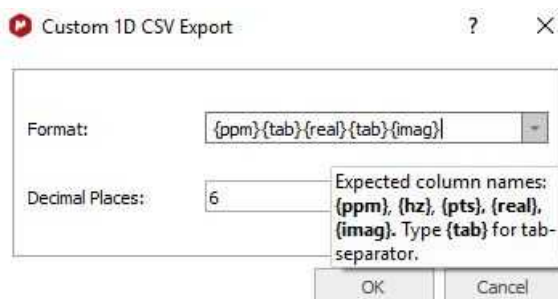 Custom 1D CSV Export
?
Format:
{ppm}{tab}{real}{tab}{imag}
Decimal Places:
6
Expected column names:
{ppm}, {hz}, {pts}, {real},
{imag}. Type {tab} for tab-
separator.
OK
Cancel